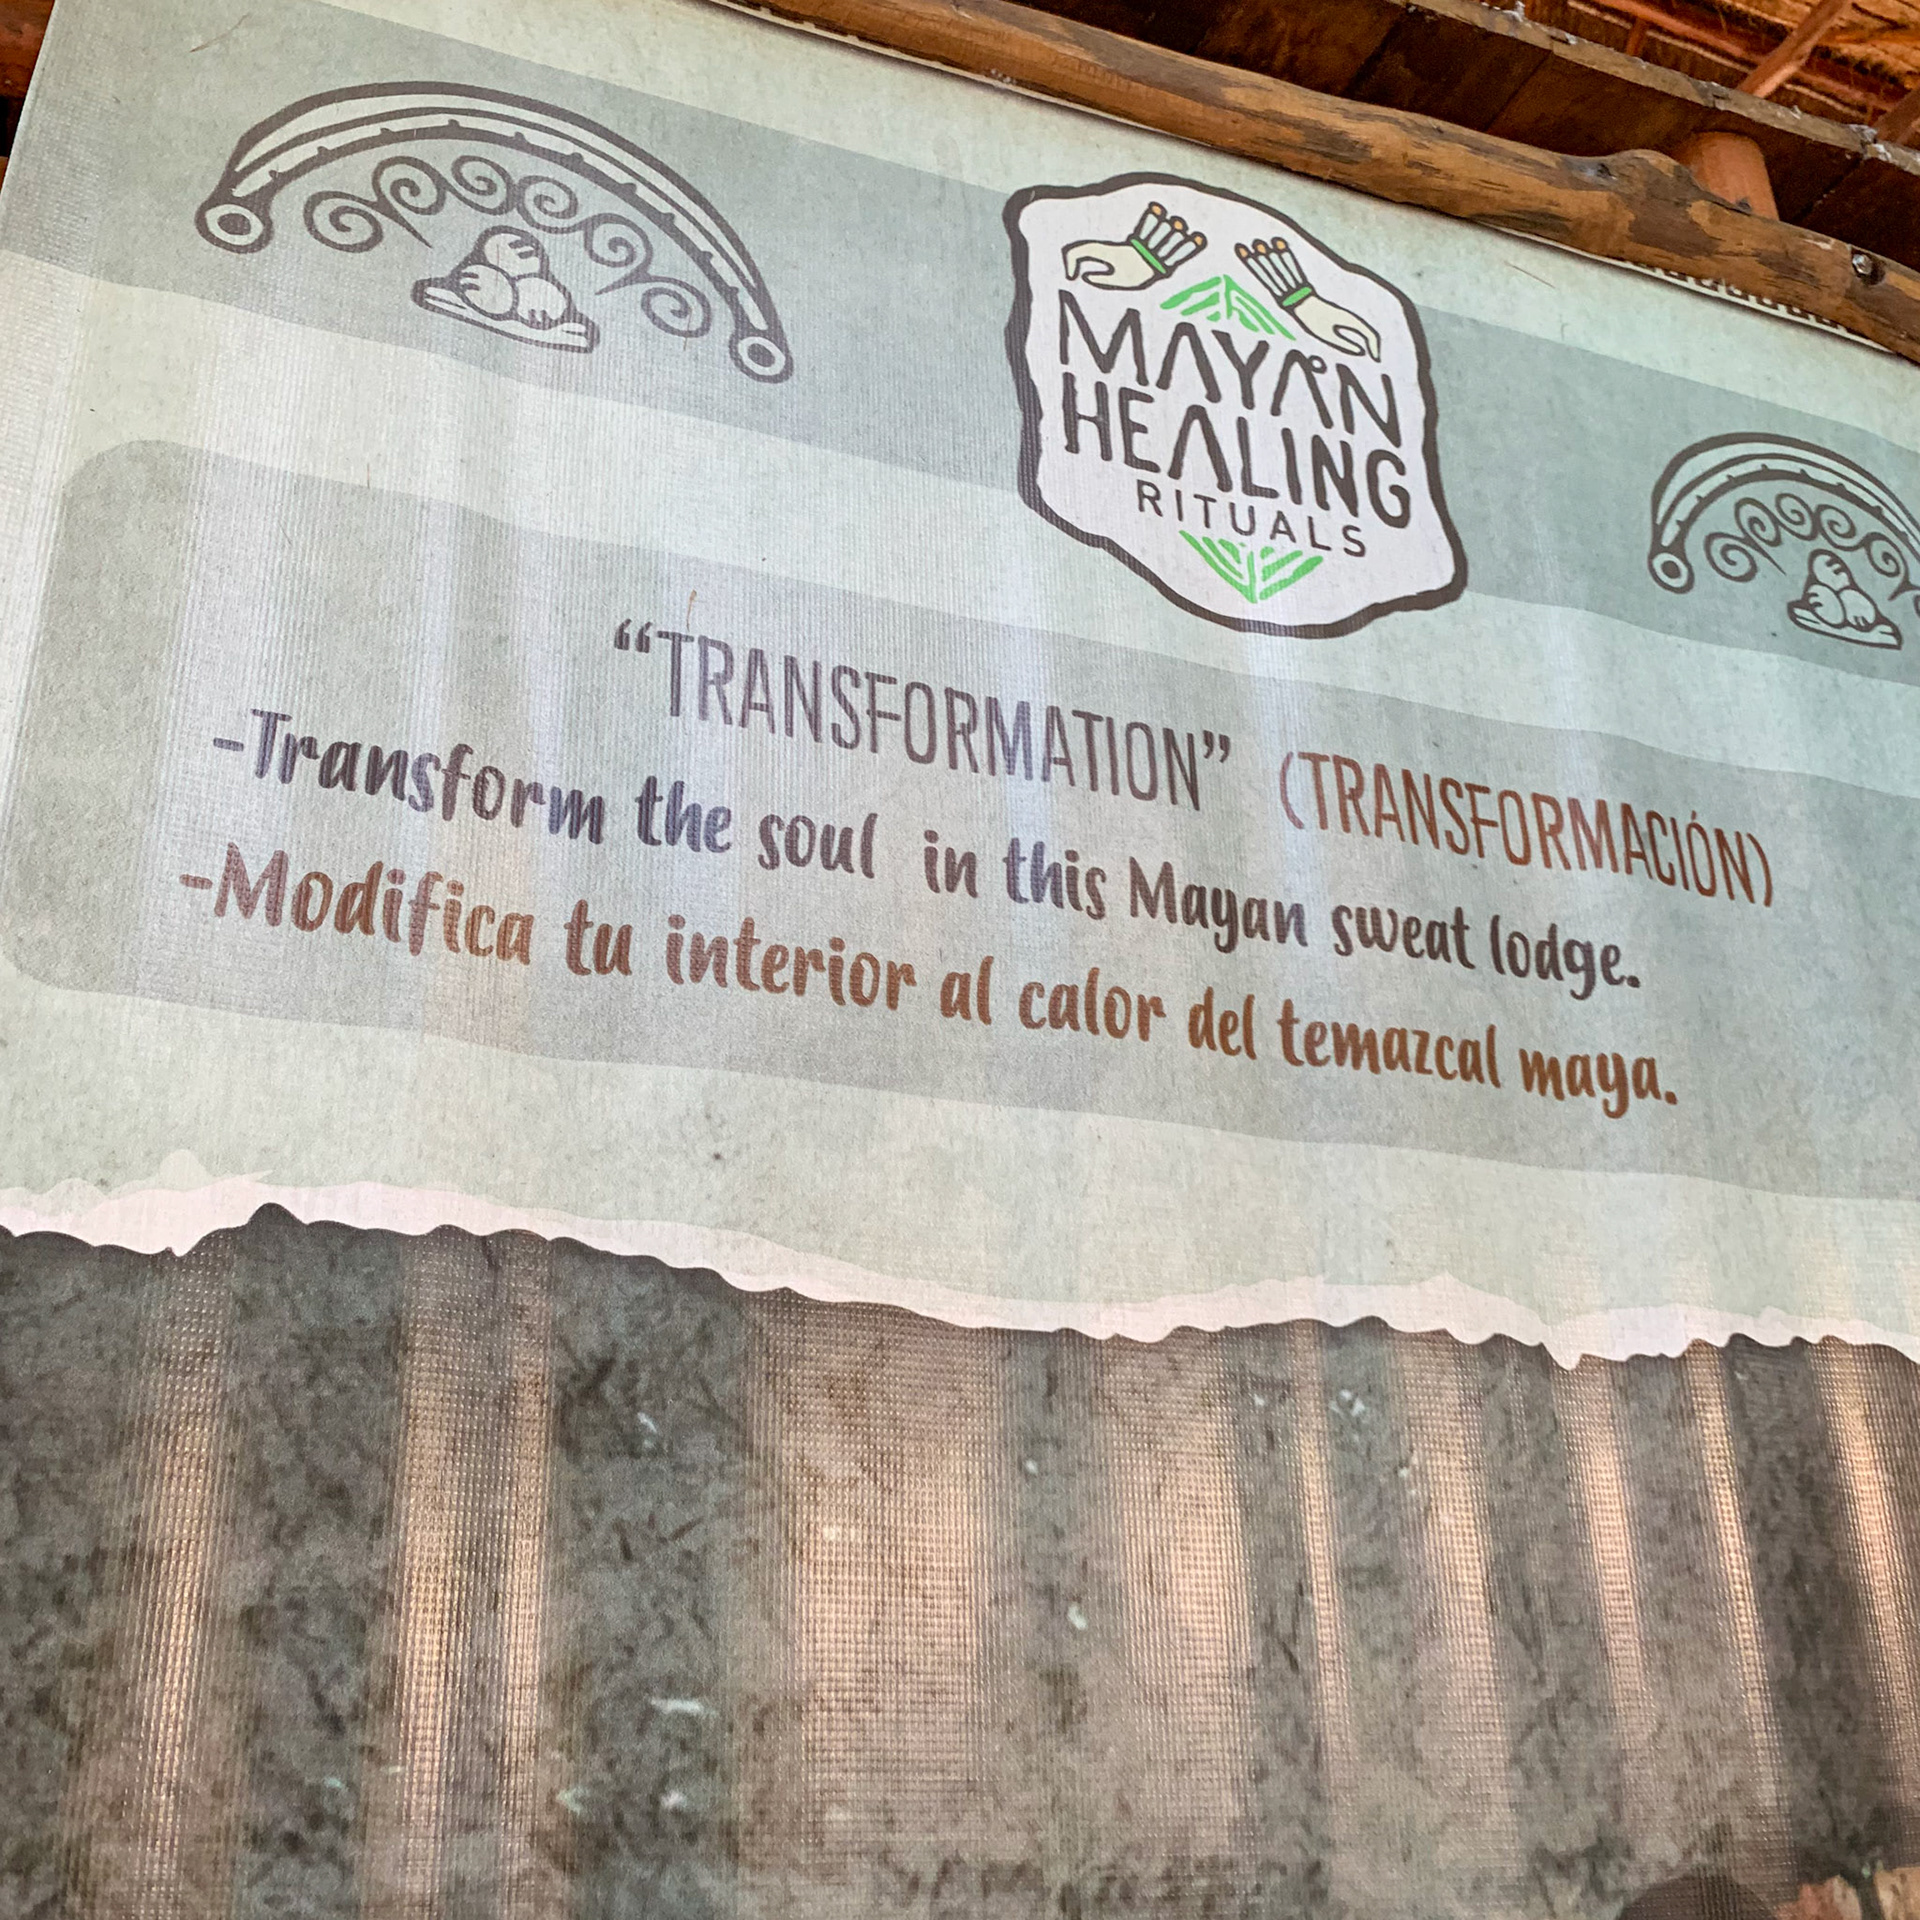 MAYAN
HEALING
RITUALS
“TRANSFORMATION” (TRANSFORMACIÓN)
-Transform the soul in this Mayan sweat lodge.
-Modifica tu interior al calor del temazcal maya.